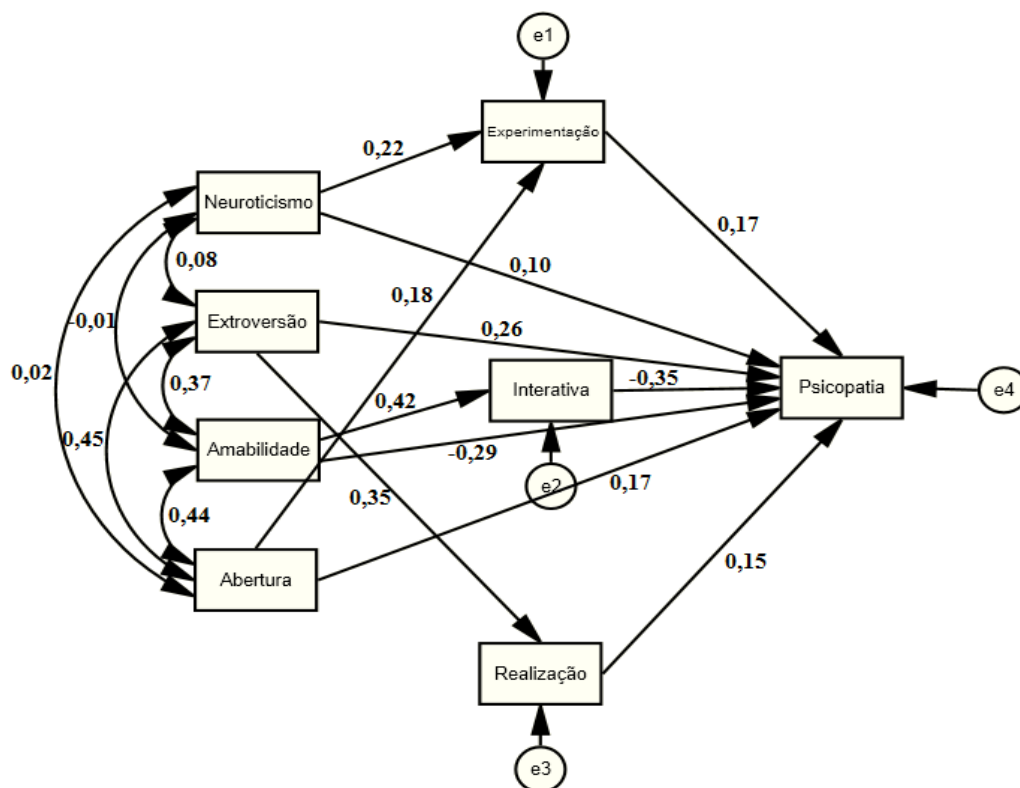 e1
Experimentação
0,22
Neuroticismo
0,17
0,08
0,10
0,18
Extroversão
-0,01
0,26
0,02
0,37
Interativa
-0,35
Psicopatia
e4
0,42
0,45
Amabilidade
-0,29
0,17
e2
0,35
0,44
Abertura
0,15
Realização
e3